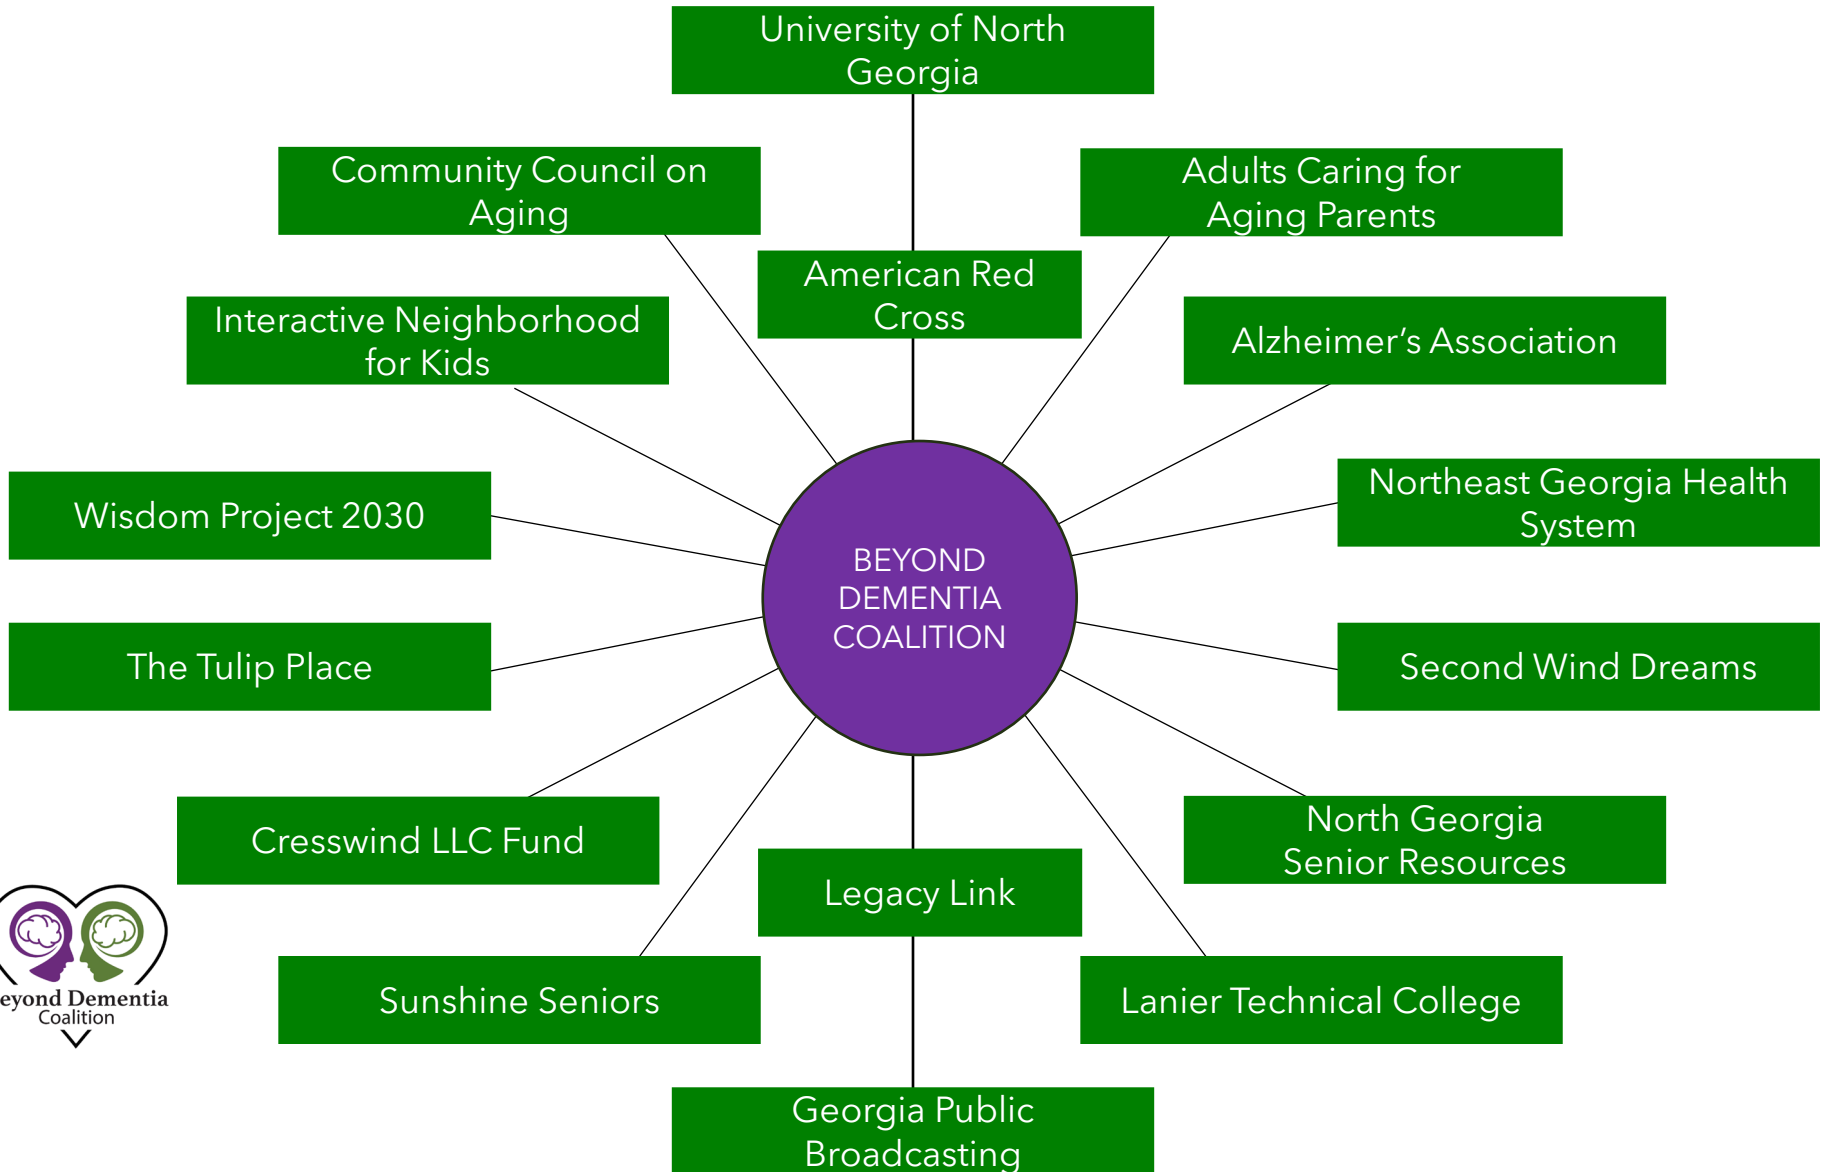 University of North
Georgia
Community Council on
Aging
Adults Caring for
Aging Parents
American Red
Cross
Interactive Neighborhood
for Kids
Alzheimer’s Association
Wisdom Project 2030
Northeast Georgia Health
System
BEYOND
DEMENTIA
COALITION
The Tulip Place
Second Wind Dreams
Cresswind LLC Fund
North Georgia
Senior Resources
Legacy Link
eyond Dementia
Coalition
Sunshine Seniors
Lanier Technical College
Georgia Public
Broadcasting